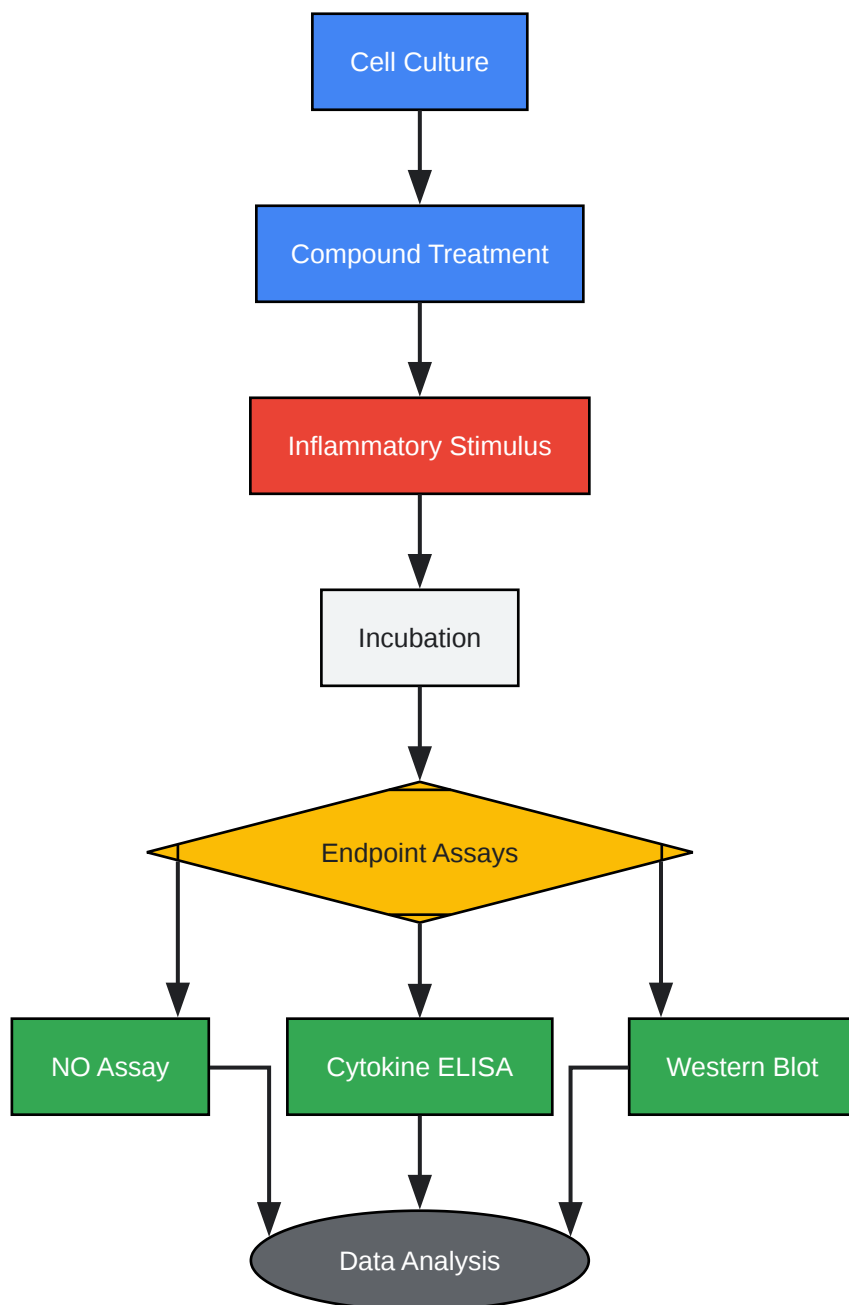 Cell Culture
Compound Treatment
Inflammatory Stimulus
Incubation
Endpoint Assays
NO Assay
Cytokine ELISA
Western Blot
Data Analysis